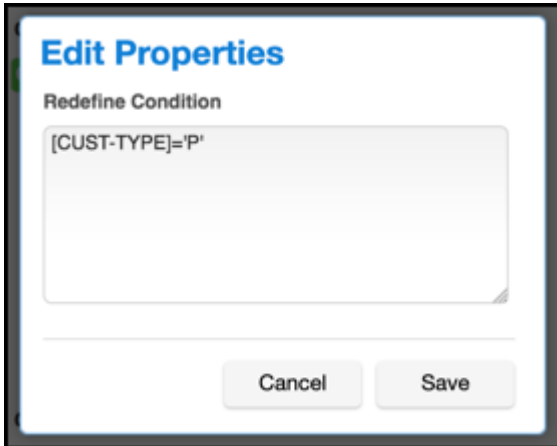 Edit Properties
Redefine Condition
[CUST-TYPE]='P'
Cancel Save